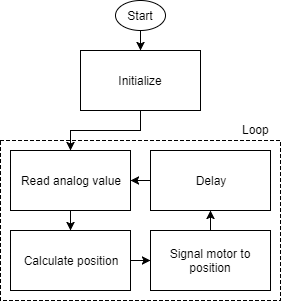 Start
Initialize
Loop
Read analog value
Delay
Calculate position
Signal motor to
position